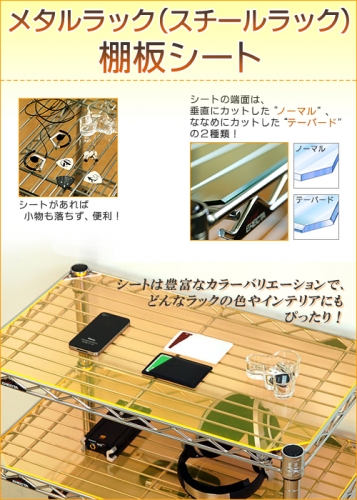 メタルラック(スチールラック)
棚板シート
シートの端面は、
垂直にカットした“ノーマル”、
ななめにカットした“テーパード”
の2種類!
ノーマル
テーパード
シートがあれば
小物も落ちず、便利!
シートは豊富なカラーバリエーションで、
どんなラックの色やインテリアにも
ぴったり!